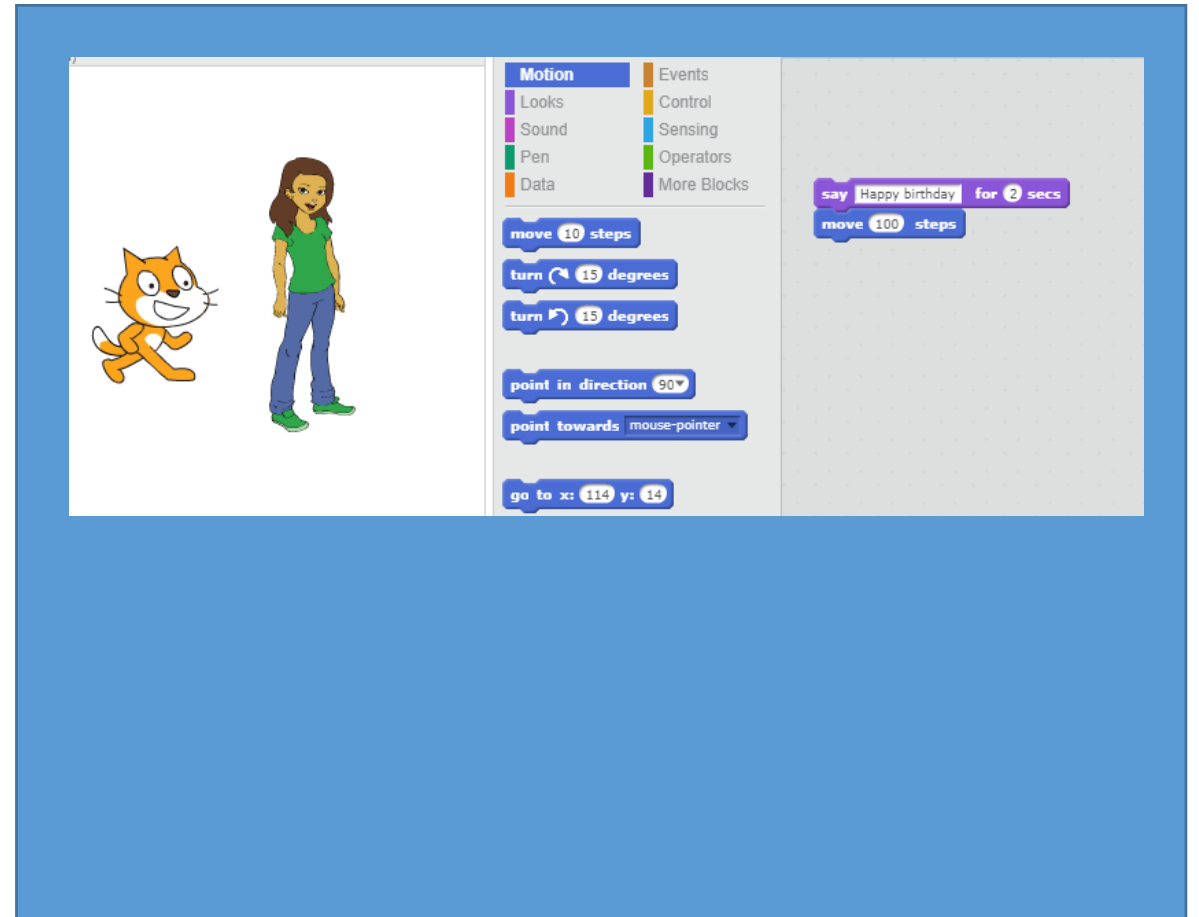 Motion
Events
Looks
Control
Sound
Sensing
Pen
Operators
Data
More Blocks
move 10 steps
turn 15 degrees
turn 15 degrees
point in direction 90
point towards mouse-pointer
go to x: 114 y: 14
say Happy birthday for 2 secs
move 100 steps